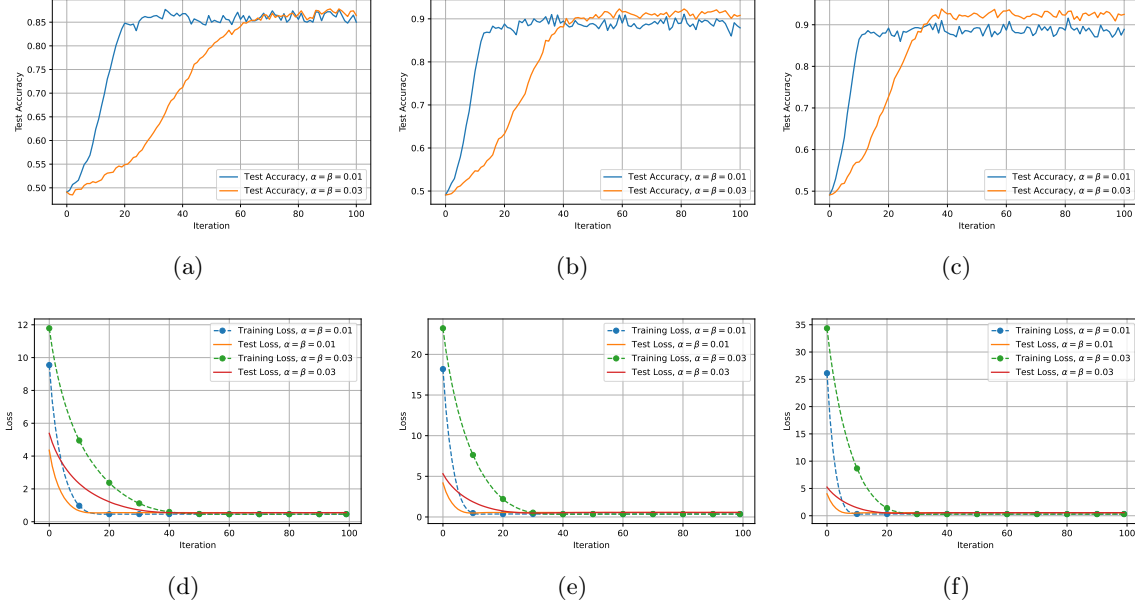 0.85
0.80
0.75
0.70
0.65
0.60
0.55
0.50
Test Accuracy
0 20 40 60 80 100
Iteration
Test Accuracy, α = β = 0.01
Test Accuracy, α = β = 0.03
(a)
0.9
0.8
0.7
0.6
0.5
Test Accuracy
0 20 40 60 80 100
Iteration
Test Accuracy, α = β = 0.01
Test Accuracy, α = β = 0.03
(b)
0.9
0.8
0.7
0.6
0.5
Test Accuracy
0 20 40 60 80 100
Iteration
Test Accuracy, α = β = 0.01
Test Accuracy, α = β = 0.03
(c)
12
10
8
6
4
2
0
Loss
0 20 40 60 80 100
Iteration
Training Loss, α = β = 0.01
Test Loss, α = β = 0.01
Training Loss, α = β = 0.03
Test Loss, α = β = 0.03
(d)
20
15
10
5
0
Loss
0 20 40 60 80 100
Iteration
Training Loss, α = β = 0.01
Test Loss, α = β = 0.01
Training Loss, α = β = 0.03
Test Loss, α = β = 0.03
(e)
35
30
25
20
15
10
5
0
Loss
0 20 40 60 80 100
Iteration
Training Loss, α = β = 0.01
Test Loss, α = β = 0.01
Training Loss, α = β = 0.03
Test Loss, α = β = 0.03
(f)